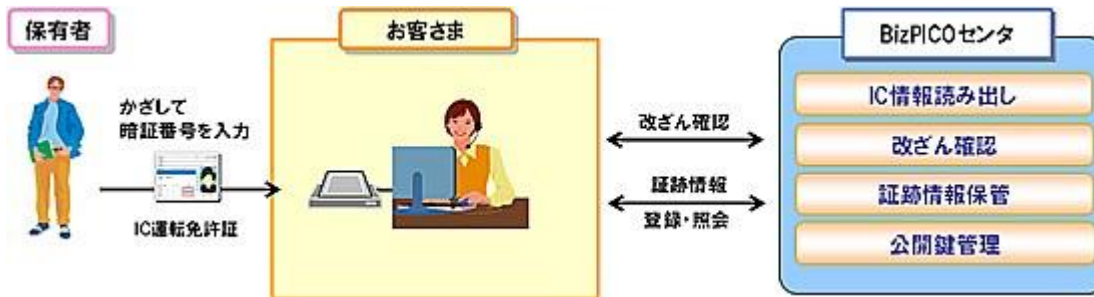 保有者
お客さま
BizPICOセンタ
かざして
暗証番号を入力
IC運転免許証
改ざん確認
証跡情報
登録・照会
IC情報読み出し
改ざん確認
証跡情報保管
公開鍵管理